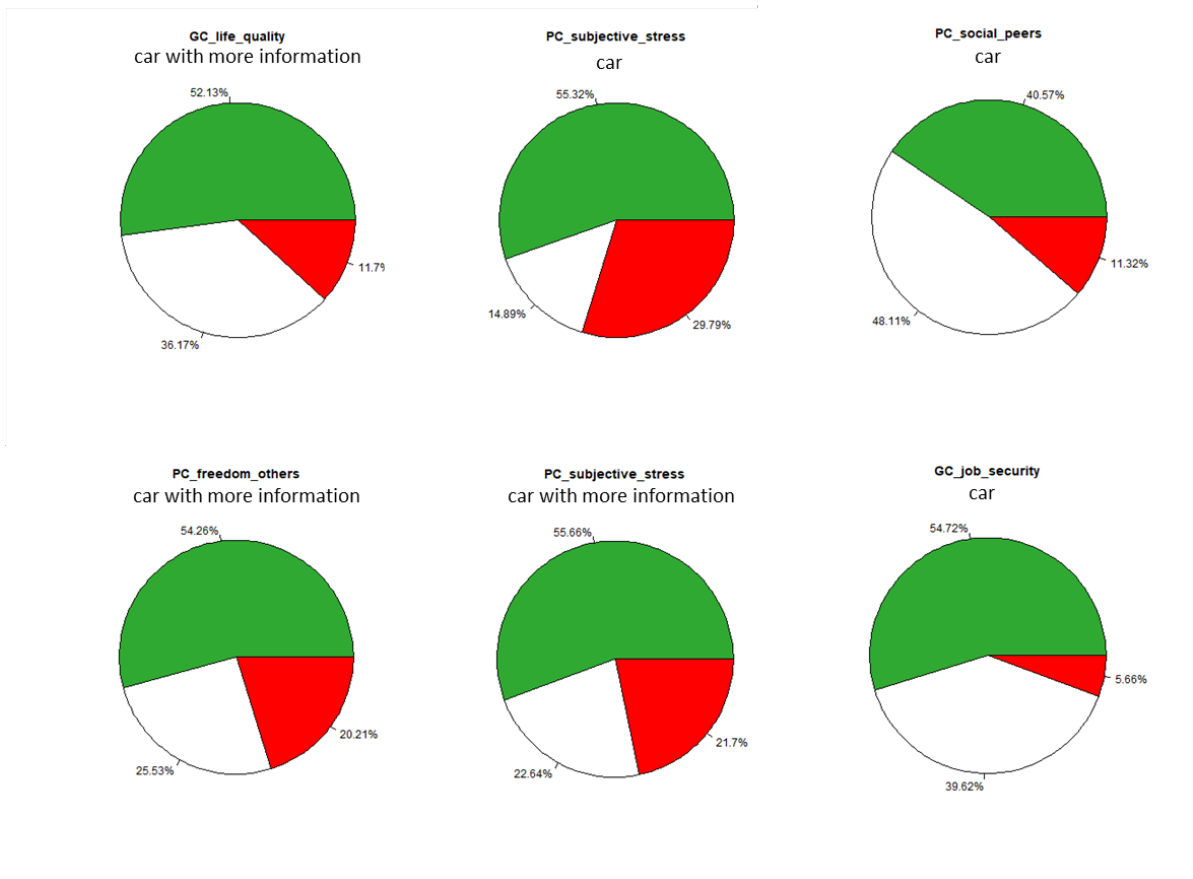 GC_life_quality
car with more information
52.13%
11.7%
36.17%
PC_subjective_stress
car
55.32%
14.89%
29.79%
PC_social_peers
car
40.57%
11.32%
48.11%
PC_freedom_others
car with more information
54.26%
20.21%
25.53%
PC_subjective_stress
car with more information
55.66%
21.7%
22.64%
GC_job_security
car
54.72%
5.66%
39.62%